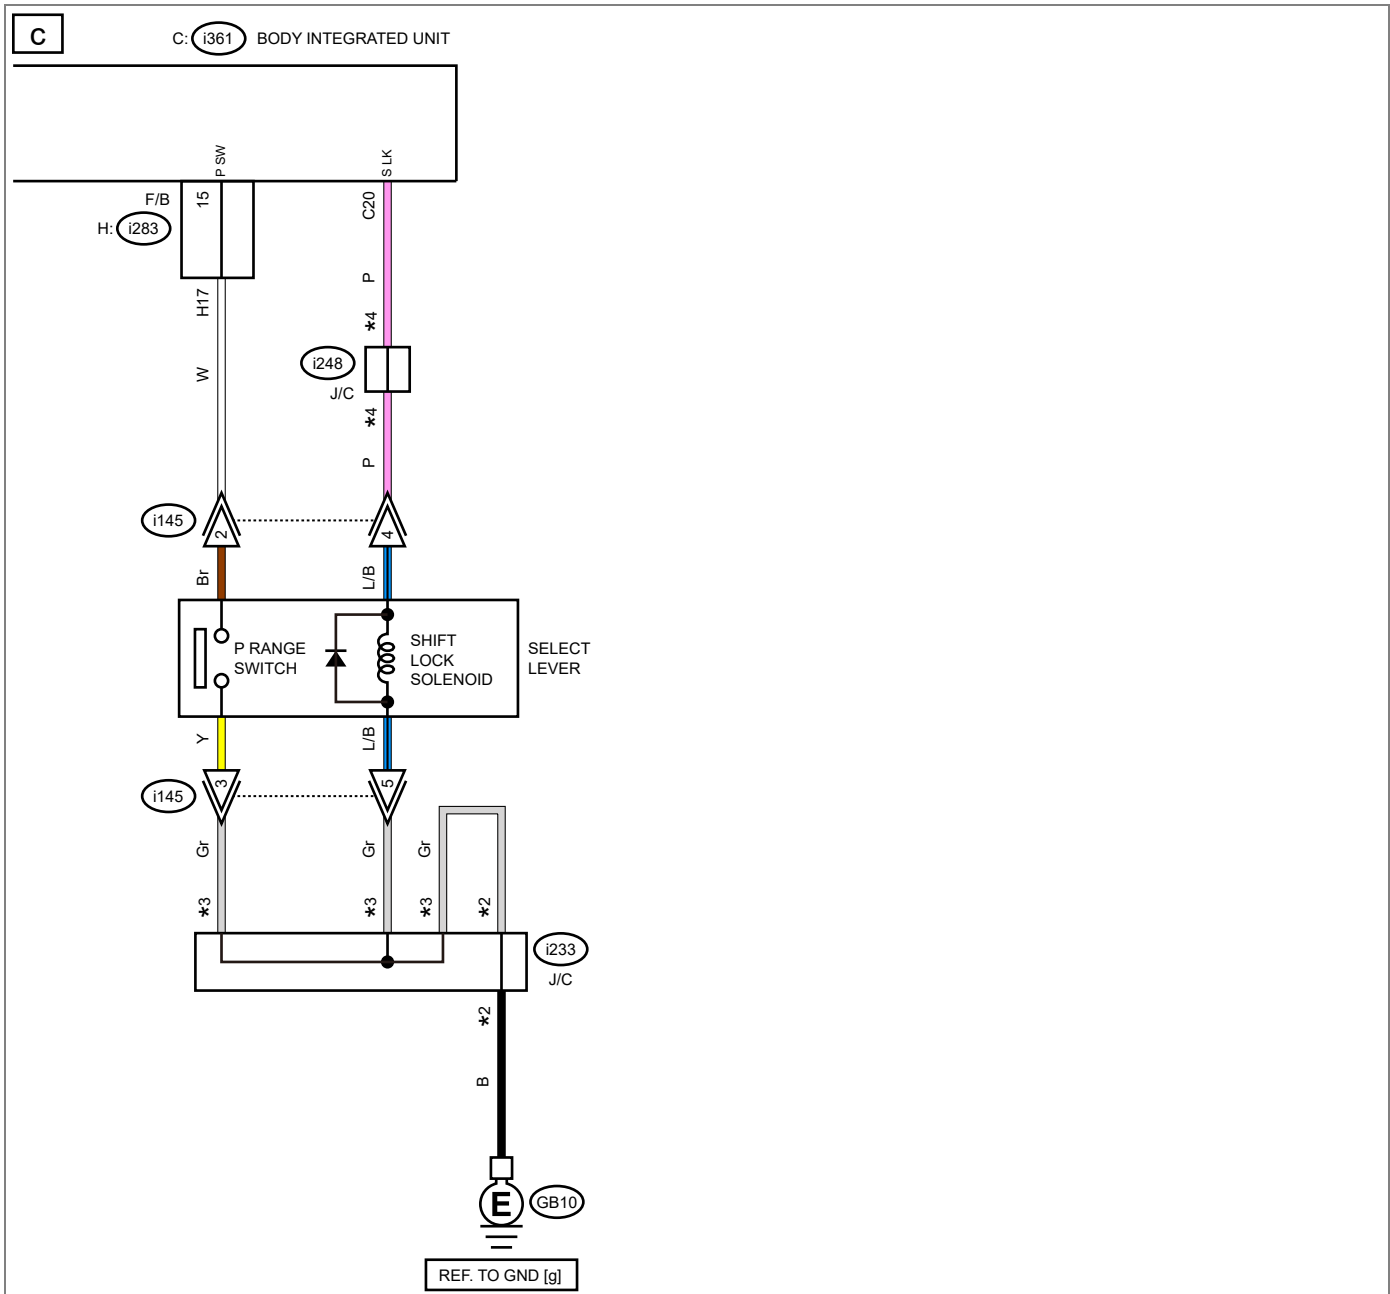 C
C: i361 BODY INTEGRATED UNIT
P SW
S LK
F/B
15
C20
H: i283
H17
P
*4
W
i248
J/C
*4
P
i145
2
4
Br
L/B
P RANGE
SWITCH
SHIFT
LOCK
SOLENOID
SELECT
LEVER
Y
L/B
i145
3
5
Gr
Gr
Gr
*3
*3
*3
*2
i233
J/C
*2
B
E
GB10
REF. TO GND [g]